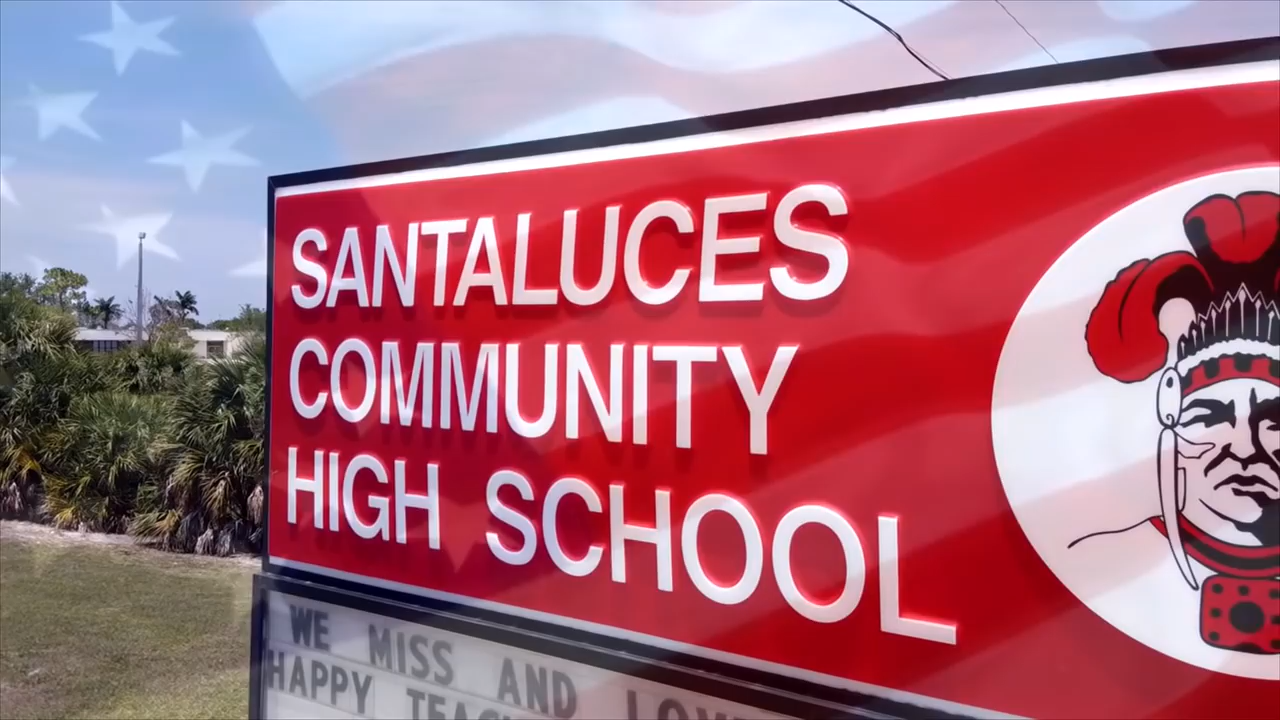 SANTALUCES
COMMUNITY
HIGH SCHOOL
WE MISS AND
HAPPY